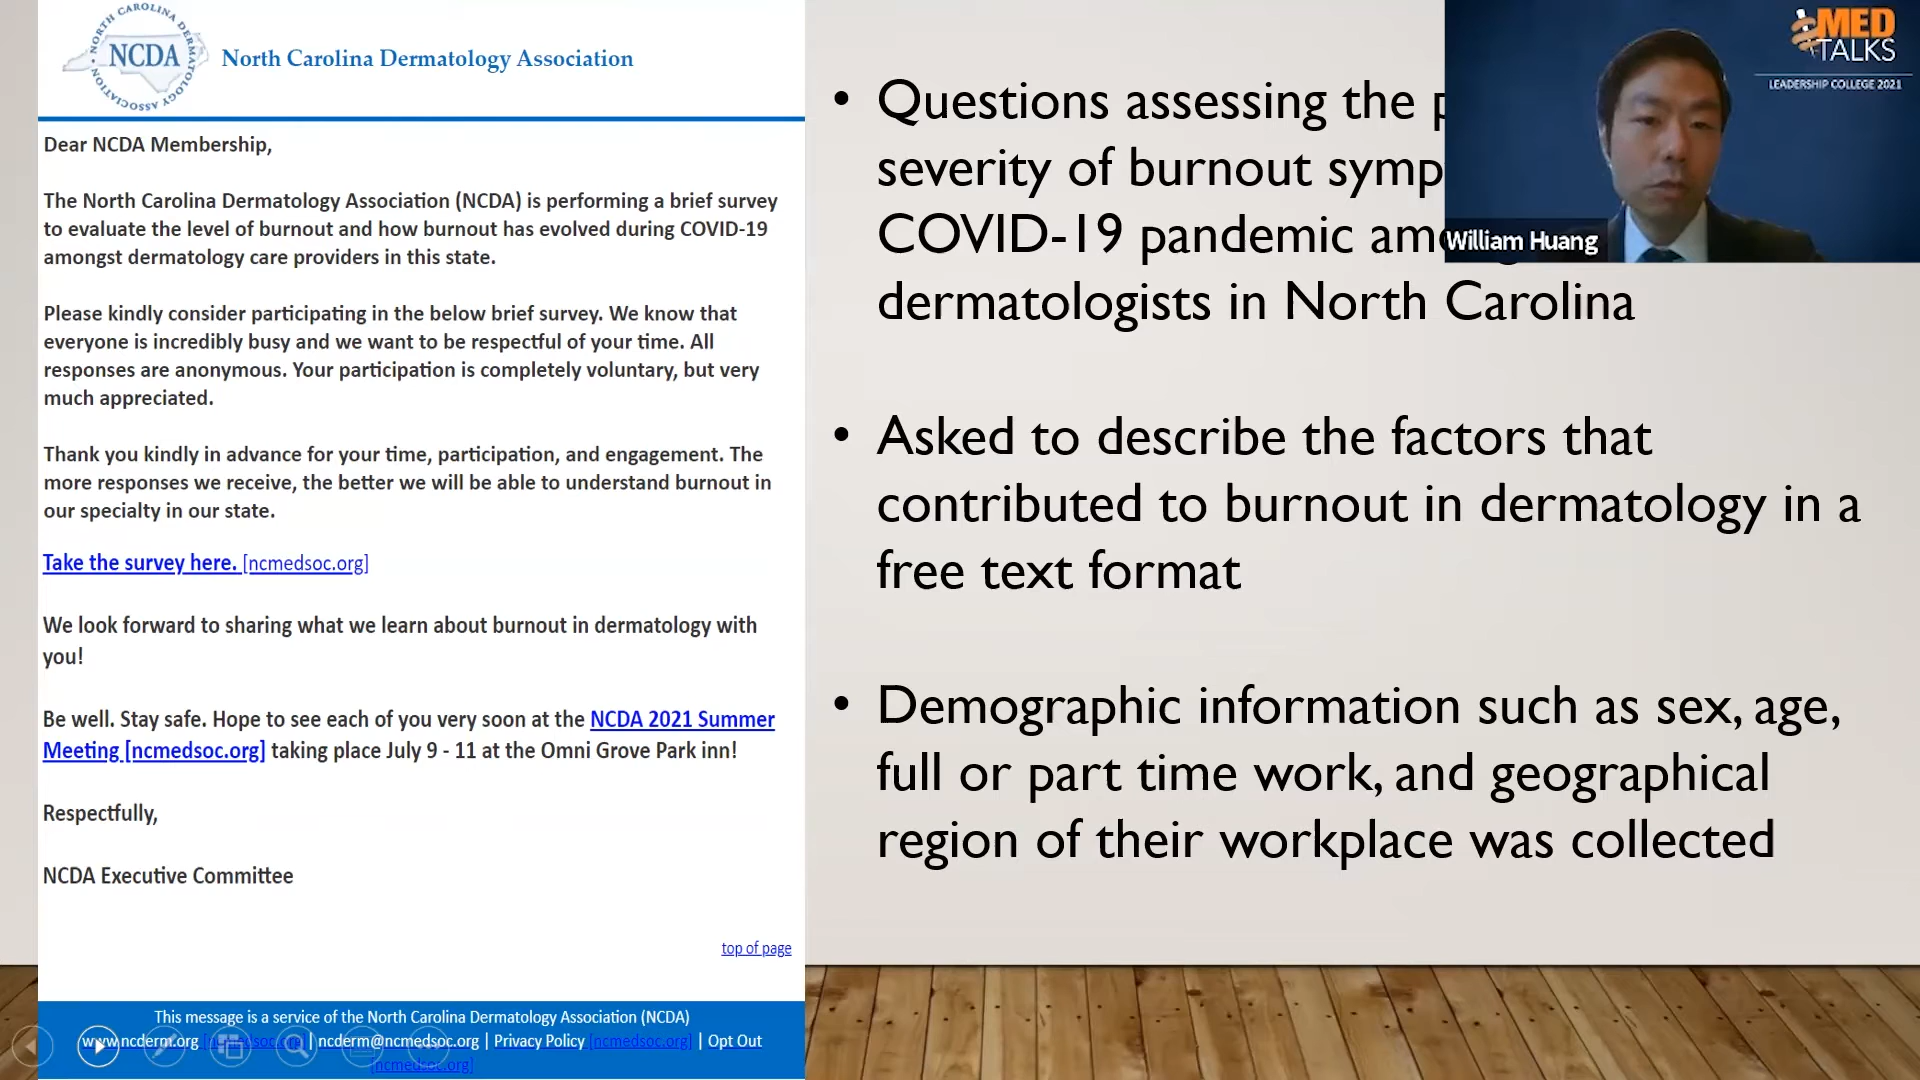 NORTH CAROLINA DERMATOLOGY ASSOCIATION
NCDA
North Carolina Dermatology Association
Dear NCDA Membership,
The North Carolina Dermatology Association (NCDA) is performing a brief survey
to evaluate the level of burnout and how burnout has evolved during COVID-19
amongst dermatology care providers in this state.
Please kindly consider participating in the below brief survey. We know that
everyone is incredibly busy and we want to be respectful of your time. All
responses are anonymous. Your participation is completely voluntary, but very
much appreciated.
Thank you kindly in advance for your time, participation, and engagement. The
more responses we receive, the better we will be able to understand burnout in
our specialty in our state.
Take the survey here. [ncmedsoc.org]
We look forward to sharing what we learn about burnout in dermatology with
you!
Be well. Stay safe. Hope to see each of you very soon at the NCDA 2021 Summer
Meeting [ncmedsoc.org] taking place July 9 - 11 at the Omni Grove Park inn!
Respectfully,
NCDA Executive Committee
top of page
This message is a service of the North Carolina Dermatology Association (NCDA)
www.ncderm.org [ncmedsoc.org] | ncderm@ncmedsoc.org | Privacy Policy [ncmedsoc.org] | Opt Out
[ncmedsoc.org]
• Questions assessing the
severity of burnout symp
COVID-19 pandemic amo
dermatologists in North Carolina
• Asked to describe the factors that
contributed to burnout in dermatology in a
free text format
• Demographic information such as sex, age,
full or part time work, and geographical
region of their workplace was collected
MED
TALKS
LEADERSHIP COLLEGE 2021
William Huang